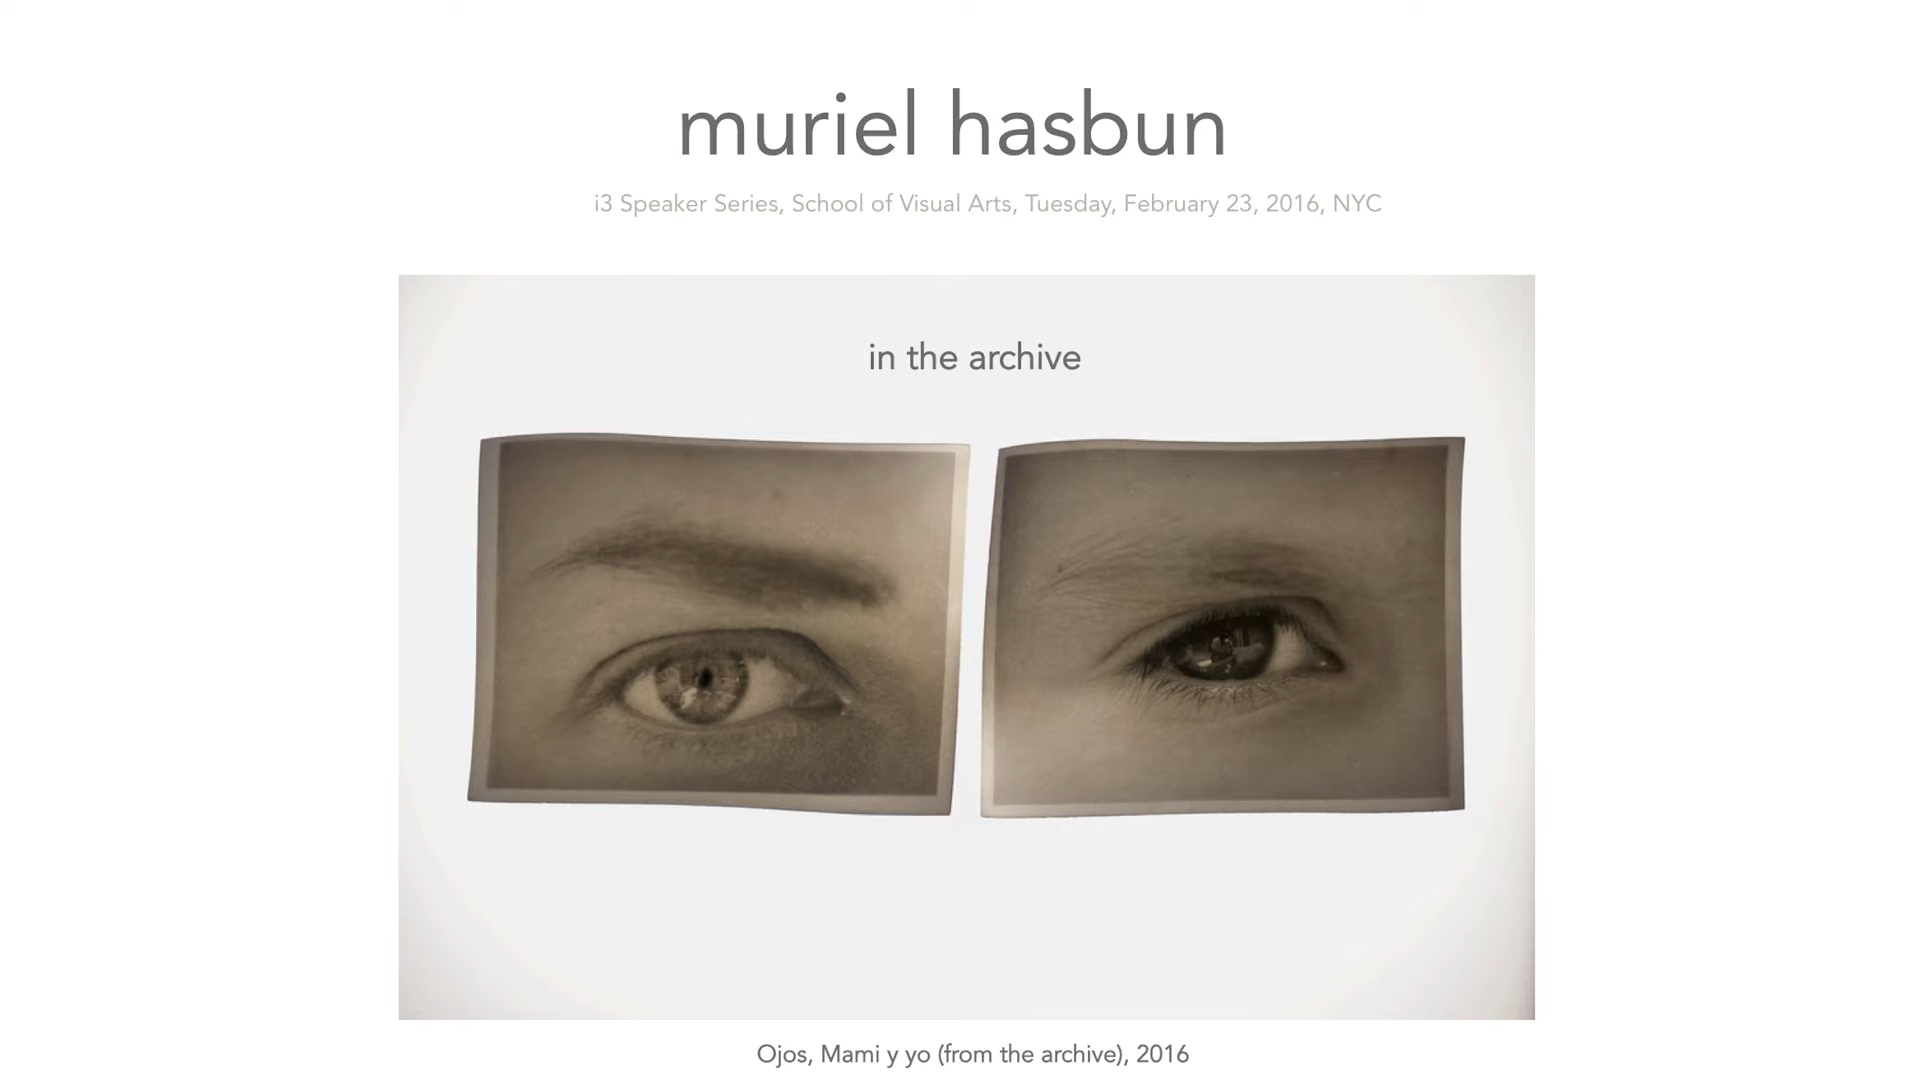 muriel hasbun
i3 Speaker Series, School of Visual Arts, Tuesday, February 23, 2016, NYC
in the archive
Ojos, Mami y yo (from the archive), 2016